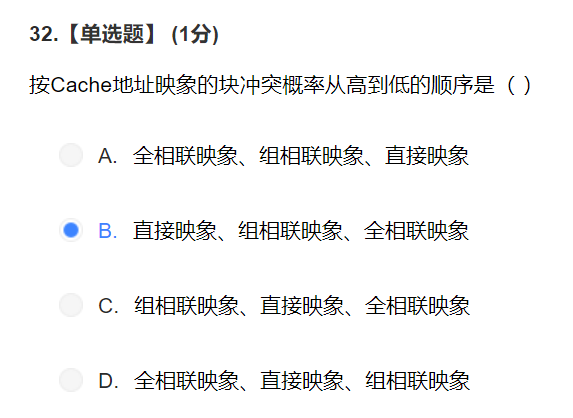 32.【单选题】 (1分)
按Cache地址映象的块冲突概率从高到低的顺序是（ ）
A. 全相联映象、组相联映象、直接映象
B. 直接映象、组相联映象、全相联映象
C. 组相联映象、直接映象、全相联映象
D. 全相联映象、直接映象、组相联映象